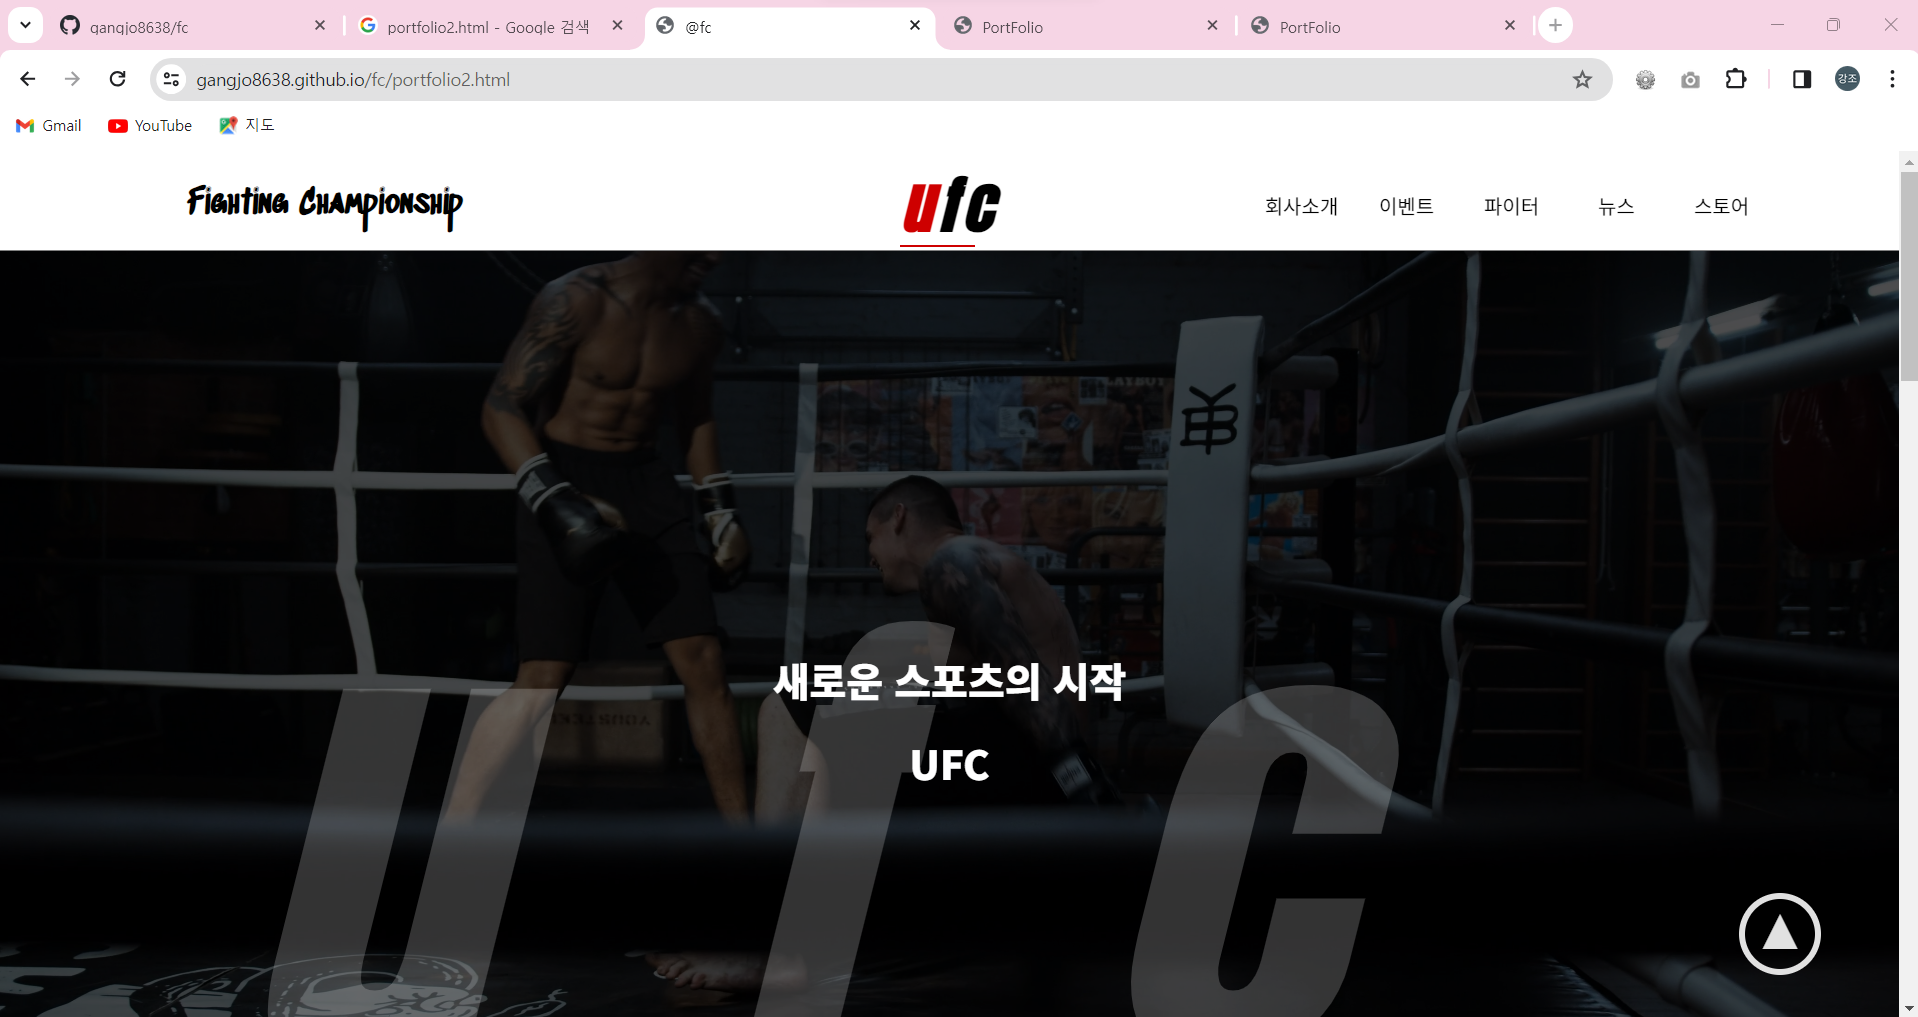 gangjo8638/fc
portfolio2.html - Google 검색
@fc
PortFolio
PortFolio
gangjo8638.github.io/fc/portfolio2.html
강조
Gmail
YouTube
지도
Fighting Championship
ufc
회사소개
이벤트
파이터
뉴스
스토어
새로운 스포츠의 시작
UFC
u f c